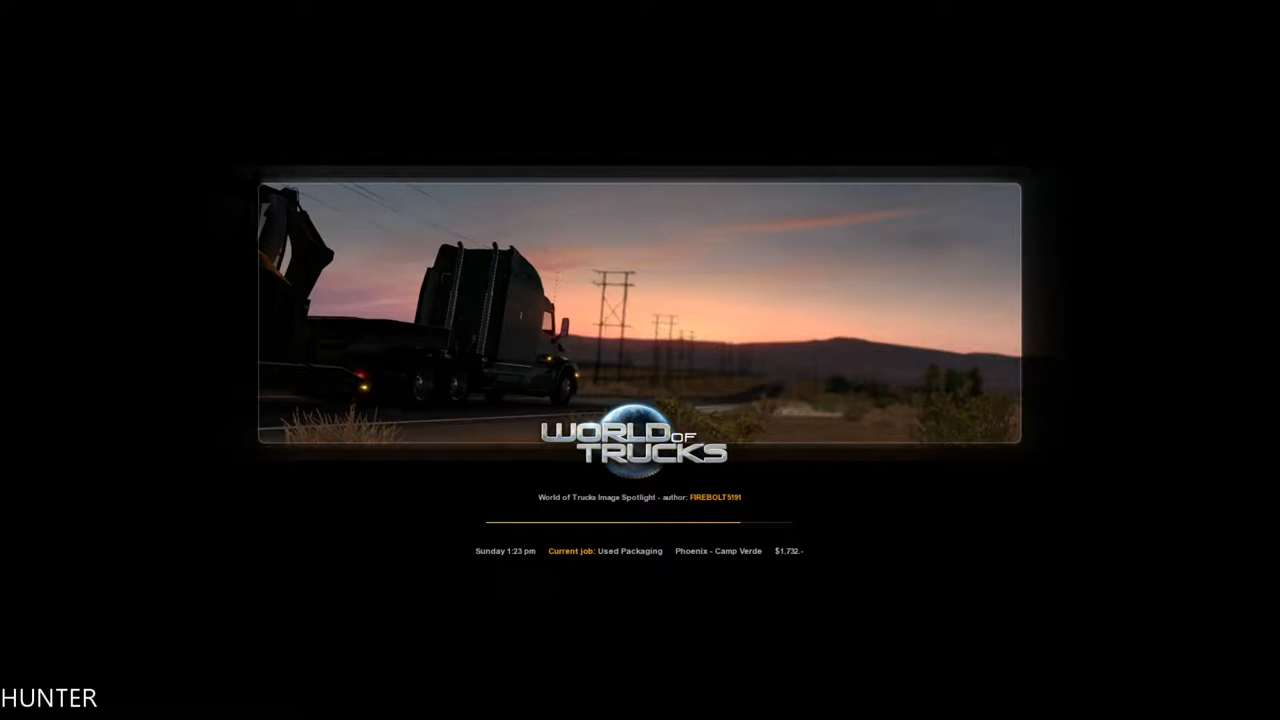 WORLD OF
TRUCKS
World of Trucks Image Spotlight - author: FIREBOLT5191
Sunday 1:23 pm Current job: Used Packaging Phoenix - Camp Verde $1,732.-
HUNTER